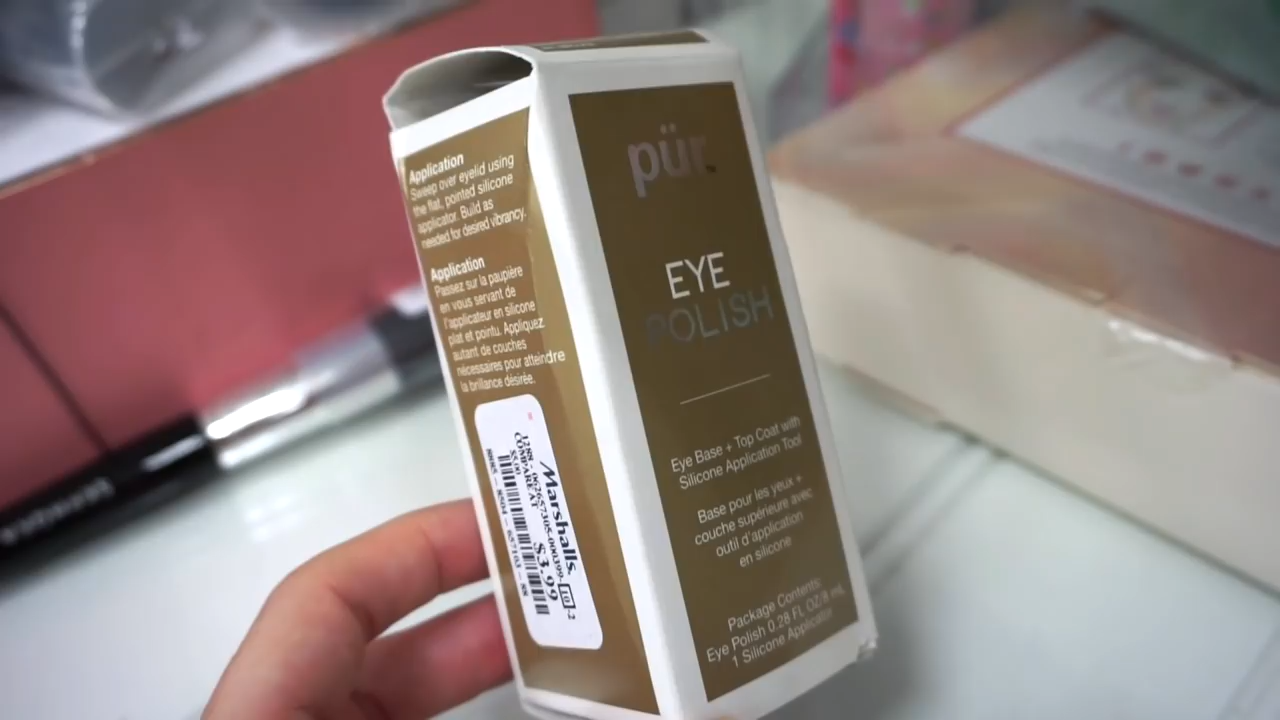 Application
Sweep over eyelid using
the flat, pointed silicone
applicator. Build as
needed for desired vibrancy.
Application
Passez sur la paupière
en vous servant de
l'applicateur en silicone
plat et pointu. Appliquez
autant de couches
nécessaires pour atteindre
la brillance désirée.
Marshalls.
$3.99
COMPARE AT
pür.
EYE
POLISH
Eye Base + Top Coat with
Silicone Application Tool
Base pour les yeux +
couche supérieure avec
outil d'application
en silicone
Package Contents:
Eye Polish 0.28 FL OZ/8 mL
1 Silicone Applicator